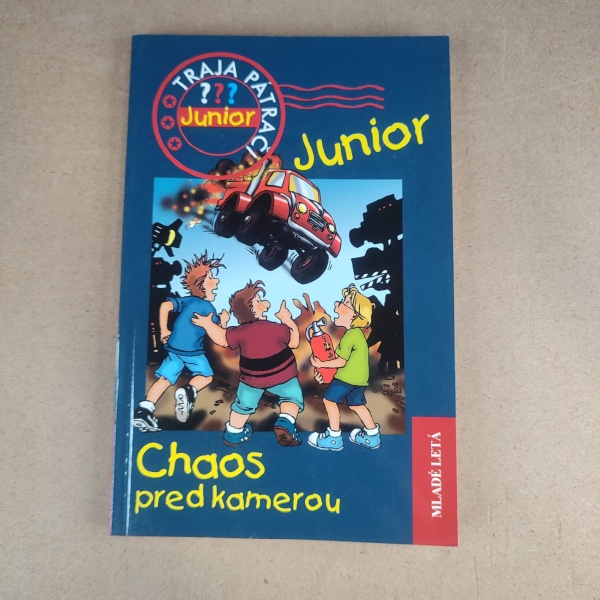 TRAJA PÁTRAČI
???
Junior
Junior
Chaos
pred kamerou
MLADÉ LETÁ